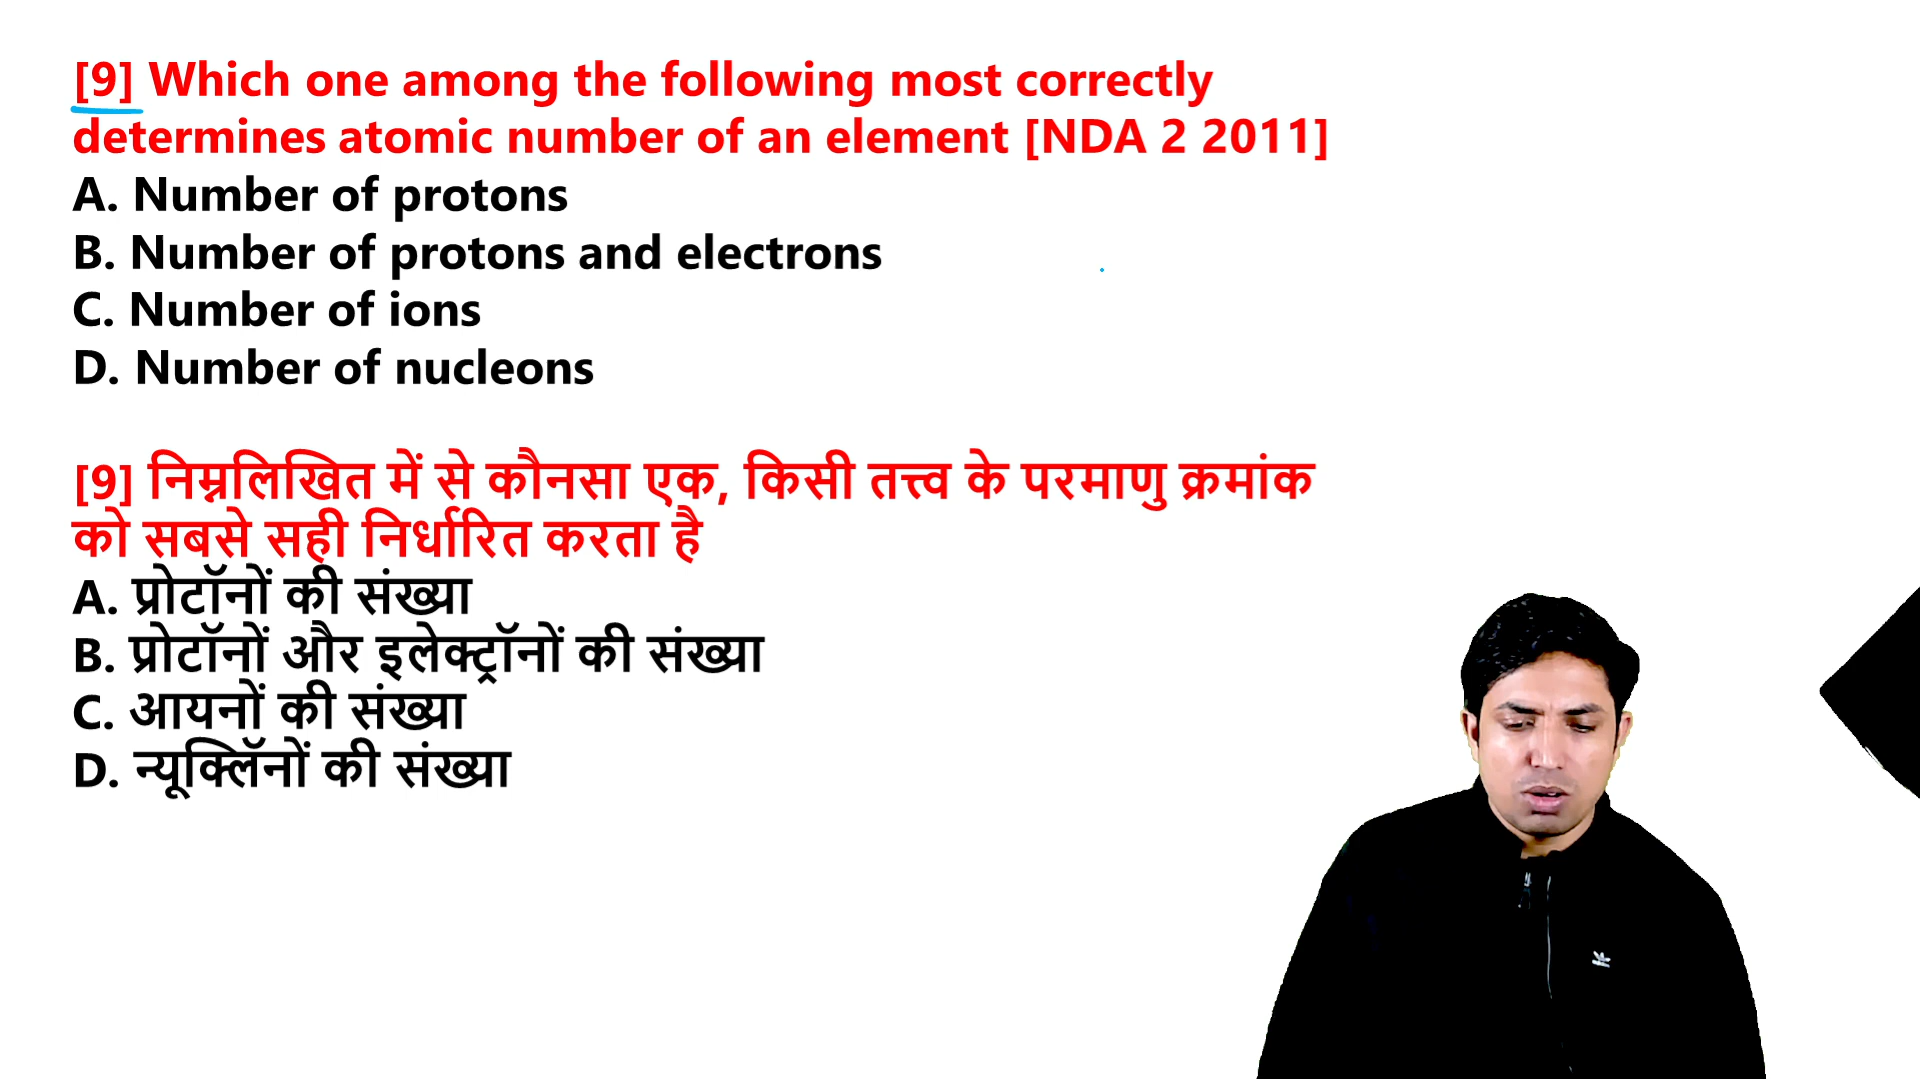 [9] Which one among the following most correctly
determines atomic number of an element [NDA 2 2011]
A. Number of protons
B. Number of protons and electrons
C. Number of ions
D. Number of nucleons
[9] निम्नलिखित में से कौनसा एक, किसी तत्त्व के परमाणु क्रमांक
को सबसे सही निर्धारित करता है
A. प्रोटॉनों की संख्या
B. प्रोटॉनों और इलेक्ट्रॉनों की संख्या
C. आयनों की संख्या
D. न्यूक्लिॅनों की संख्या